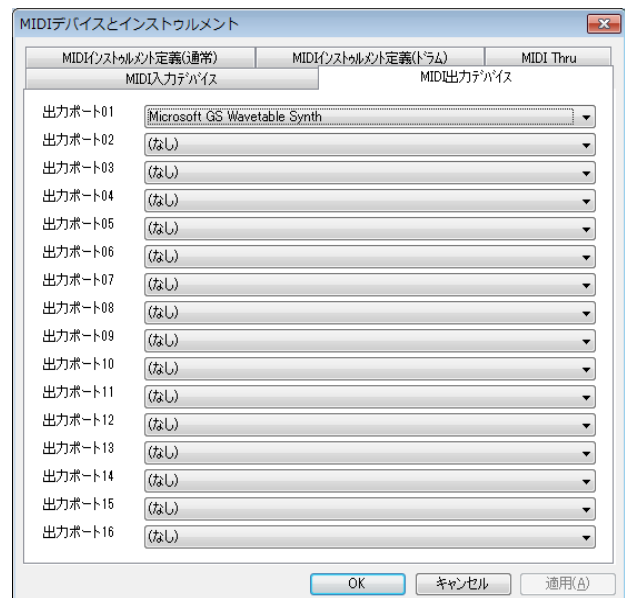 MIDIデバイスとインストゥルメント
MIDIインストゥルメント定義(通常) MIDIインストゥルメント定義(ドラム) MIDI Thru
MIDI入力デバイス MIDI出力デバイス
出力ポート01 Microsoft GS Wavetable Synth
出力ポート02 (なし)
出力ポート03 (なし)
出力ポート04 (なし)
出力ポート05 (なし)
出力ポート06 (なし)
出力ポート07 (なし)
出力ポート08 (なし)
出力ポート09 (なし)
出力ポート10 (なし)
出力ポート11 (なし)
出力ポート12 (なし)
出力ポート13 (なし)
出力ポート14 (なし)
出力ポート15 (なし)
出力ポート16 (なし)
OK キャンセル 適用(A)